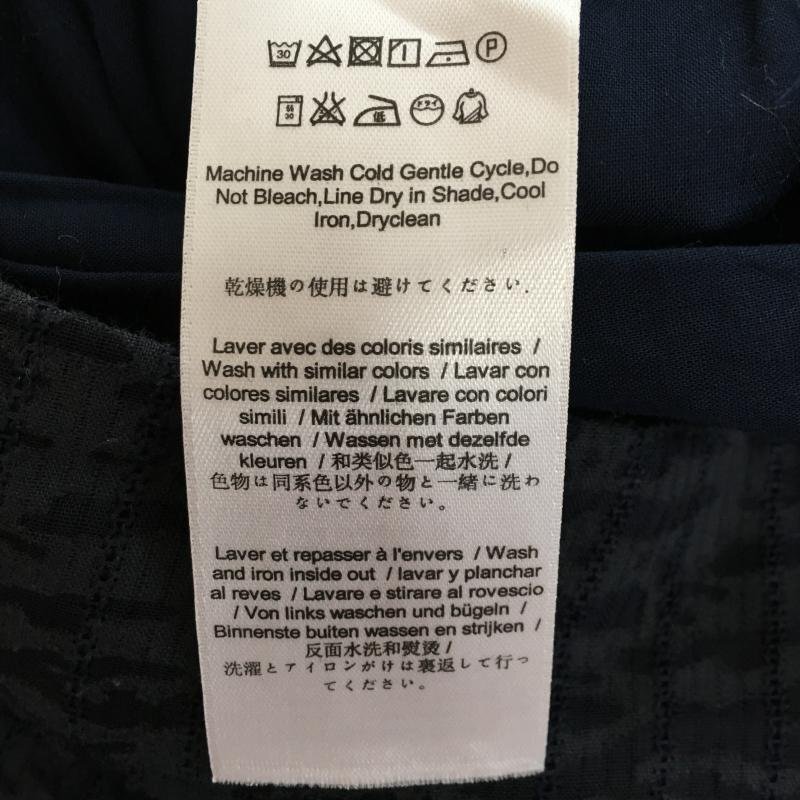 30 P
低 ドライ
Machine Wash Cold Gentle Cycle,Do
Not Bleach,Line Dry in Shade,Cool
Iron,Dryclean
乾燥機の使用は避けてください.
Laver avec des coloris similaires /
Wash with similar colors / Lavar con
colores similares / Lavare con colori
simili / Mit ähnlichen Farben
waschen / Wassen met dezelfde
kleuren / 和类似色一起水洗 /
色物は同系色以外の物と一緒に洗わ
ないでください。
Laver et repasser à l'envers / Wash
and iron inside out / lavar y planchar
al reves / Lavare e stirare al rovescio
/ Von links waschen und bügeln /
Binnenste buiten wassen en strijken /
反面水洗和熨烫 /
洗濯とアイロンがけは裏返して行っ
てください。